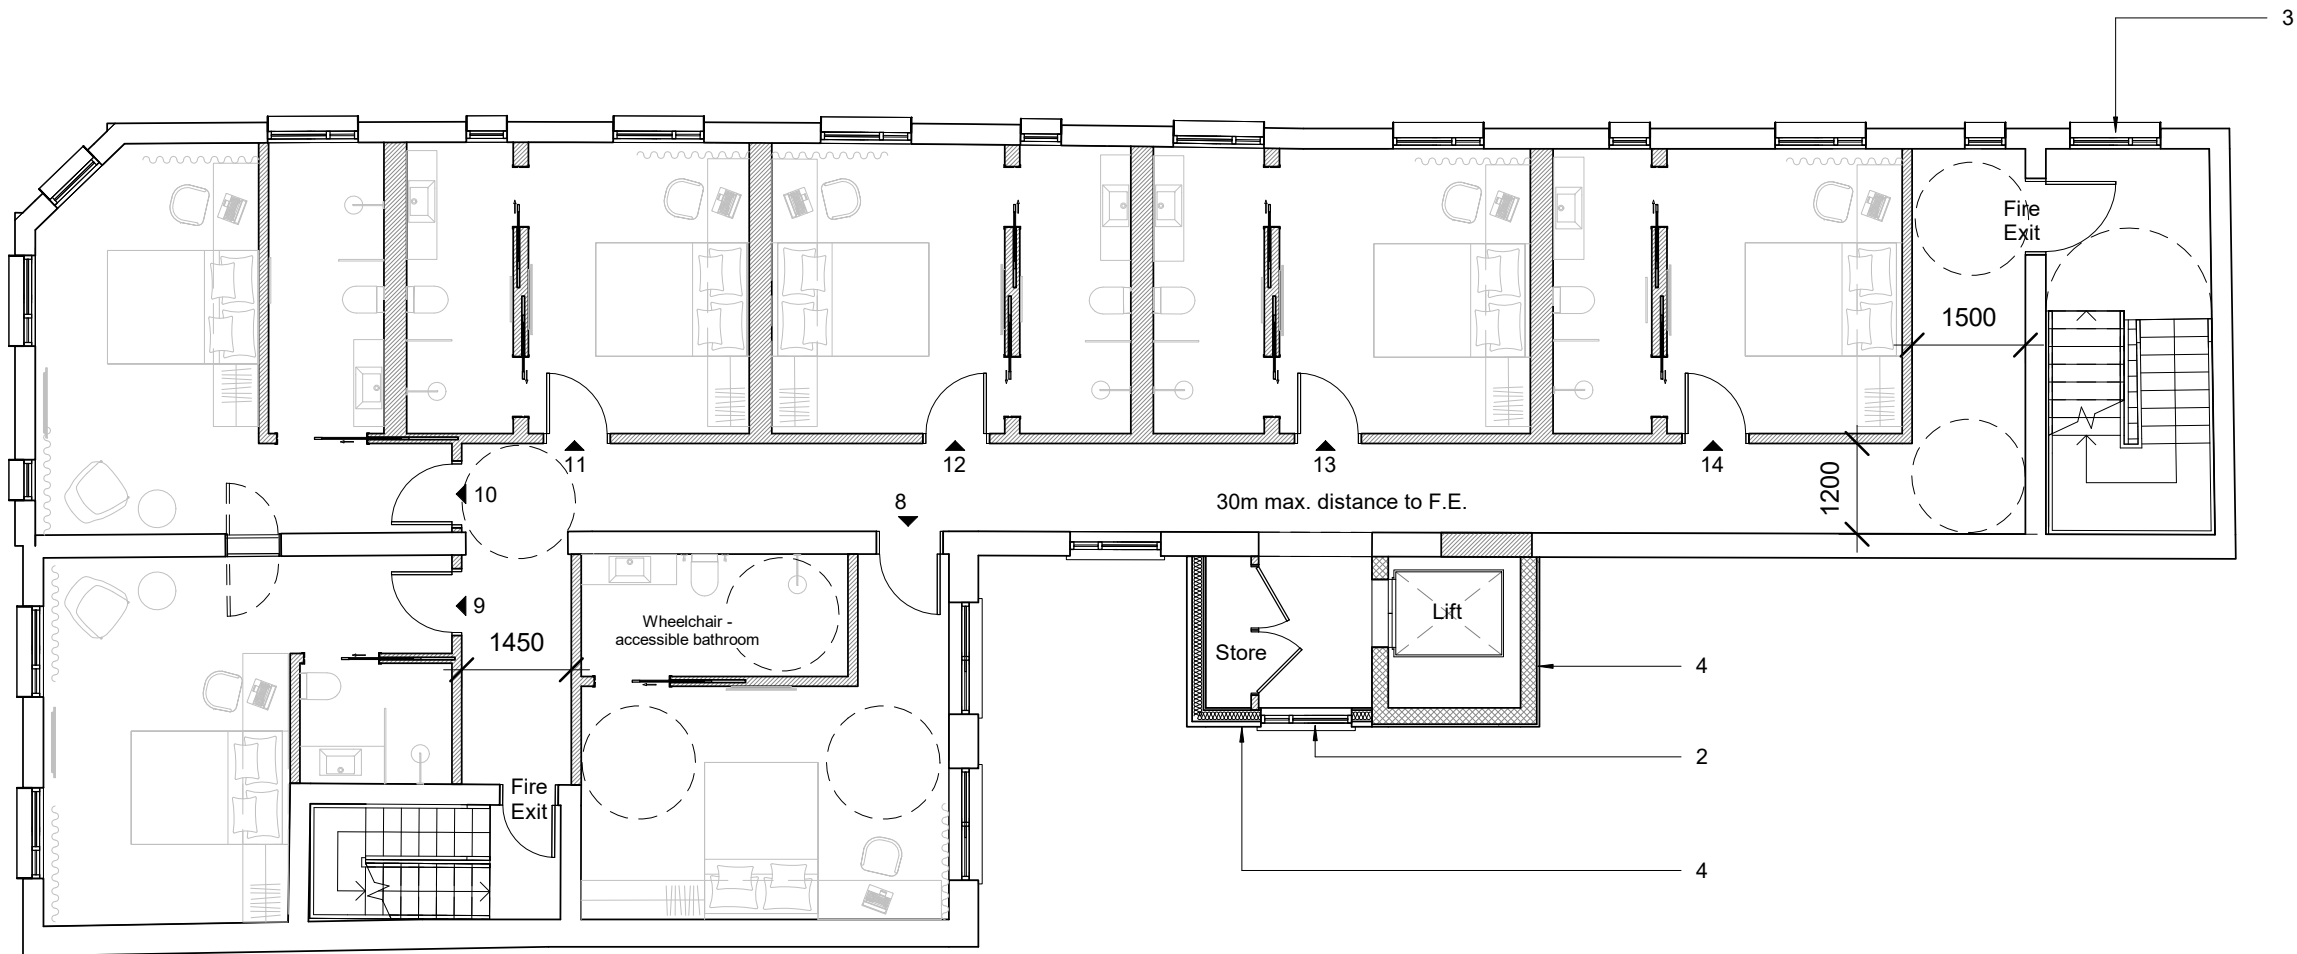 3
Fire
Exit
1500
11
12
13
14
10
8
30m max. distance to F.E.
1200
9
1450
Wheelchair -
accessible bathroom
Lift
Store
4
2
Fire
Exit
4